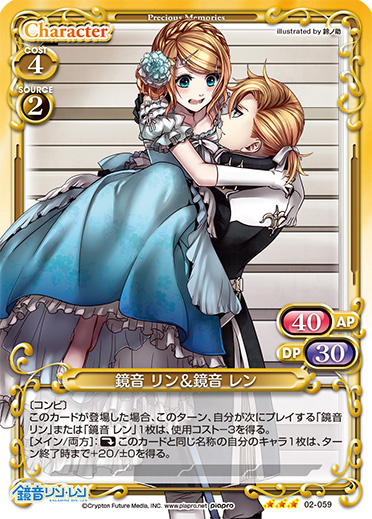 Precious Memories
illustrated by 鈴ノ助
Character
COST
4
SOURCE
2
40 AP
DP 30
鏡音 リン&鏡音 レン
[コンビ]
このカードが登場した場合、このターン、自分が次にプレイする「鏡音
リン」または「鏡音 レン」1枚は、使用コスト-3を得る。
[メイン/両方]: このカードと同じ名称の自分のキャラ1枚は、ター
ン終了時まで+20/±0を得る。
鏡音リン・レン
KAGAMINE RIN/LEN
★★★ 02-059
©Crypton Future Media, INC. www.piapro.net piapro